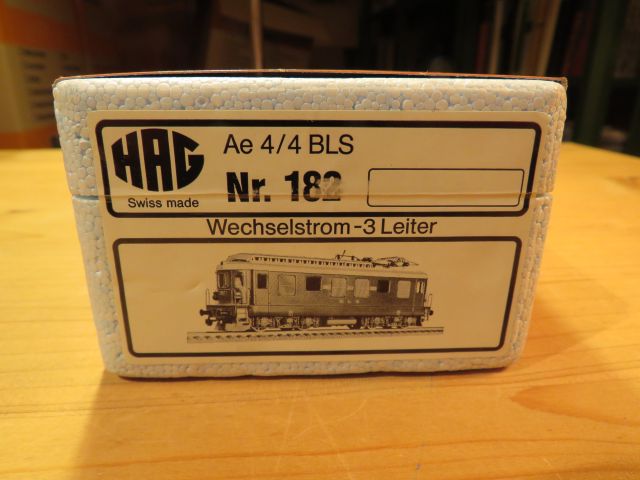 HAG
Swiss made
Ae 4/4 BLS
Nr. 182
Wechselstrom-3 Leiter